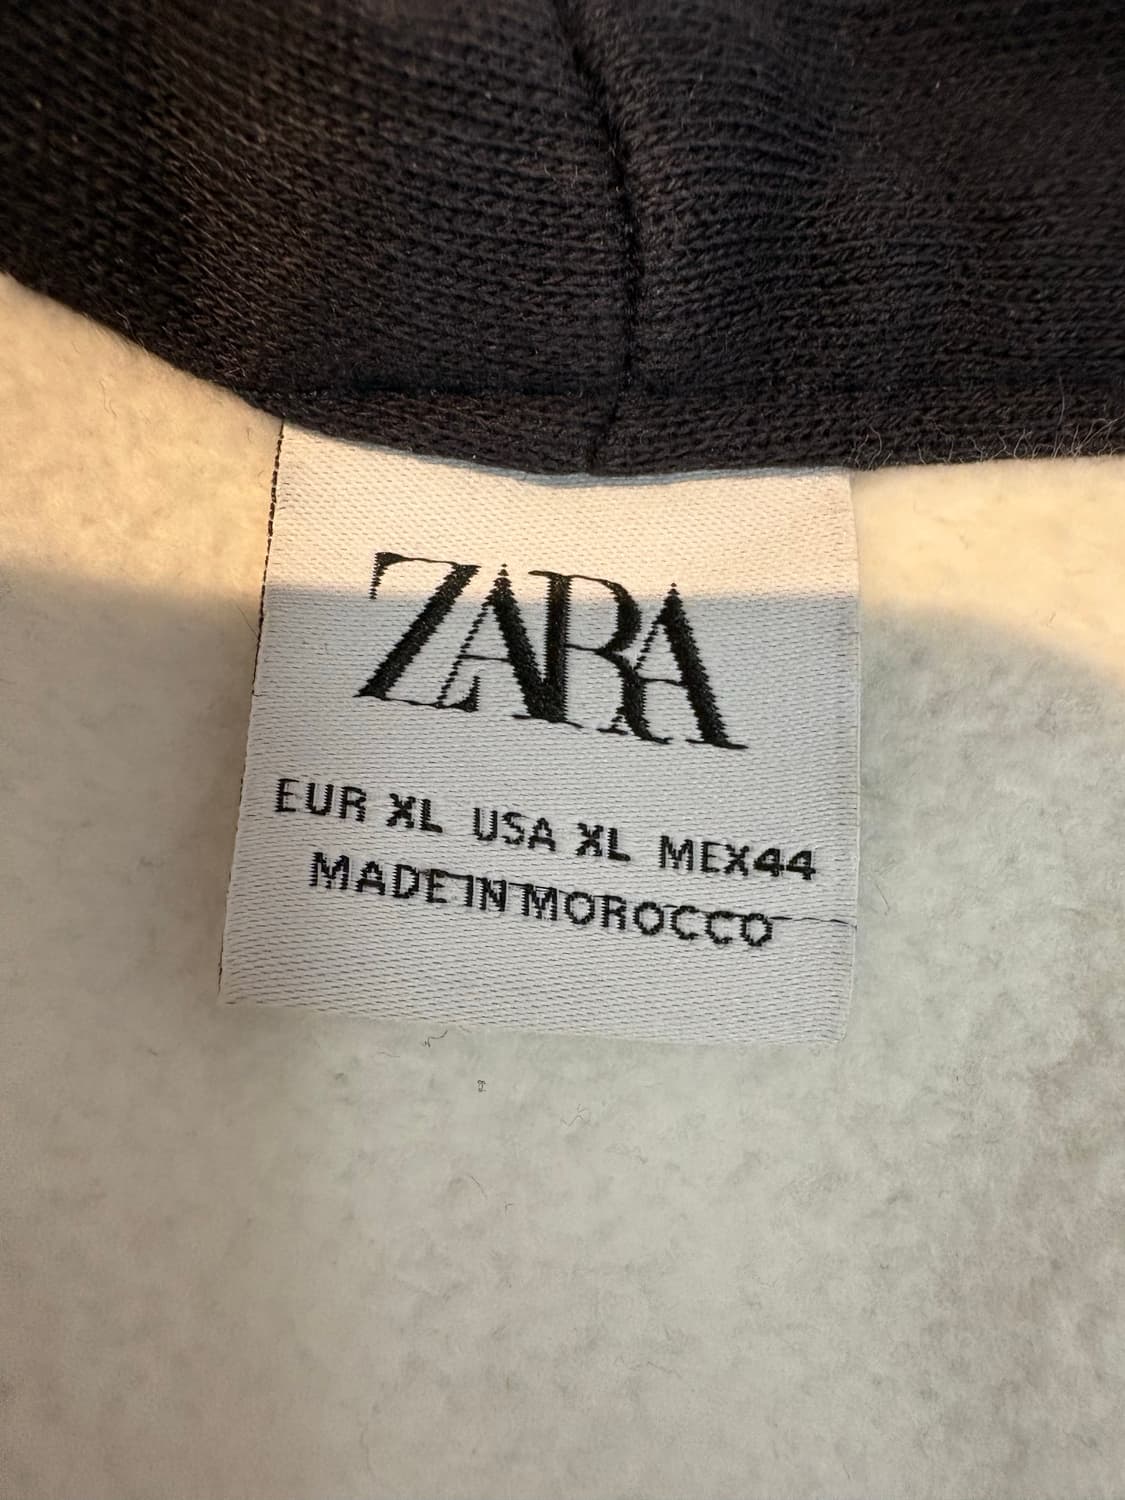 ZARA
EUR XL USA XL MEX44
MADE IN MOROCCO